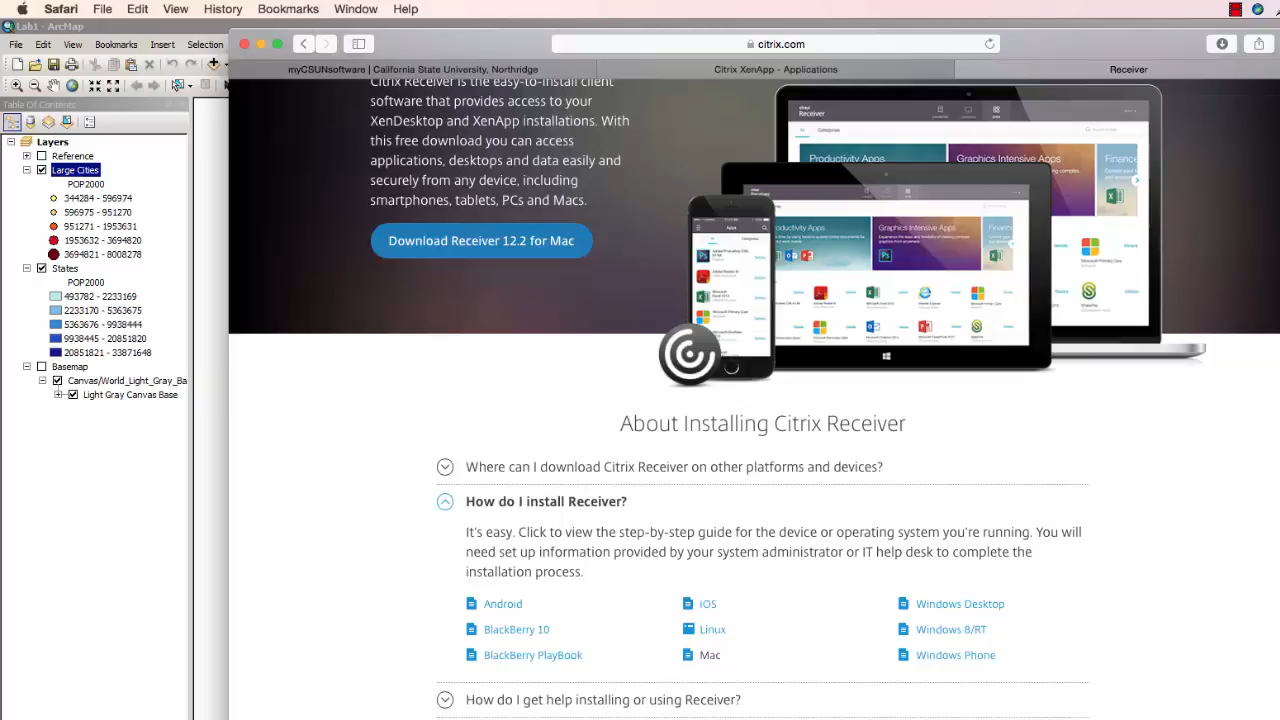 Safari File Edit View History Bookmarks Window Help
Lab1 - ArcMap
File Edit View Bookmarks Insert Selection
citrix.com
myCSUNsoftware | California State University, Northridge
Citrix XenApp - Applications
Receiver
Table Of Contents
Layers
Reference
Large Cities
POP2000
344284 - 596974
596975 - 951270
951271 - 1953631
1953632 - 3694820
3694821 - 8008278
States
POP2000
493782 - 2233169
2233170 - 5363675
5363676 - 9938444
9938445 - 20851820
20851821 - 33871648
Basemap
Canvas/World_Light_Gray_Ba
Light Gray Canvas Base
Citrix Receiver is the easy-to-install client
software that provides access to your
XenDesktop and XenApp installations. With
this free download you can access
applications, desktops and data easily and
securely from any device, including
smartphones, tablets, PCs and Macs.
Download Receiver 12.2 for Mac
Receiver
Categories
Productivity Apps
Graphics Intensive Apps
Finance
Apps
Productivity Apps
Graphics Intensive Apps
About Installing Citrix Receiver
Where can I download Citrix Receiver on other platforms and devices?
How do I install Receiver?
It's easy. Click to view the step-by-step guide for the device or operating system you're running. You will
need set up information provided by your system administrator or IT help desk to complete the
installation process.
Android
iOS
Windows Desktop
BlackBerry 10
Linux
Windows 8/RT
BlackBerry PlayBook
Mac
Windows Phone
How do I get help installing or using Receiver?